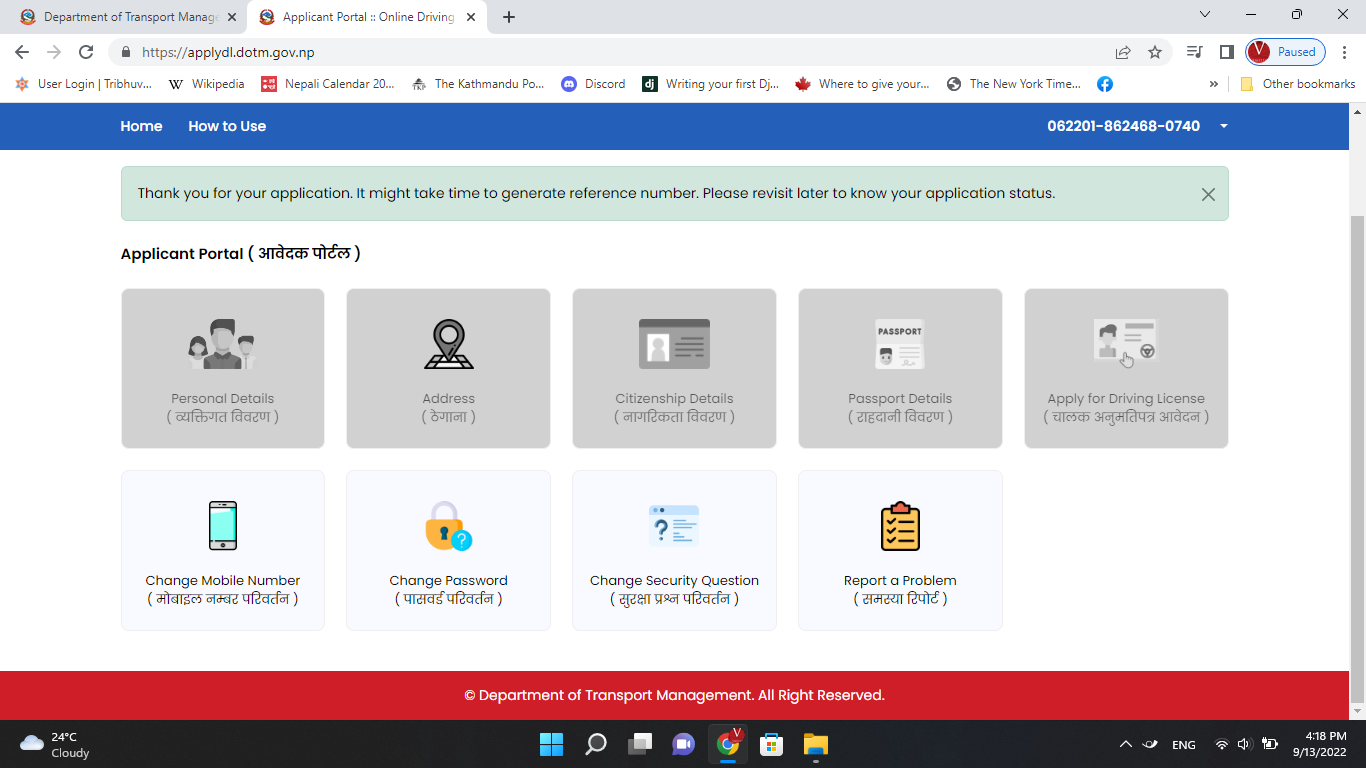 Department of Transport Manage
Applicant Portal :: Online Driving
https://applydl.dotm.gov.np
Paused
User Login | Tribhuv...
Wikipedia
Nepali Calendar 20...
The Kathmandu Po...
Discord
dj
Writing your first Dj...
Where to give your...
The New York Time...
Other bookmarks
Home
How to Use
062201-862468-0740
Thank you for your application. It might take time to generate reference number. Please revisit later to know your application status.
Applicant Portal ( आवेदक पोर्टल )
Personal Details
( व्यक्तिगत विवरण )
Address
( ठेगाना )
Citizenship Details
( नागरिकता विवरण )
PASSPORT
Passport Details
( राहदानी विवरण )
Apply for Driving License
( चालक अनुमतिपत्र आवेदन )
Change Mobile Number
( मोबाइल नम्बर परिवर्तन )
Change Password
( पासवर्ड परिवर्तन )
Change Security Question
( सुरक्षा प्रश्न परिवर्तन )
Report a Problem
( समस्या रिपोर्ट )
© Department of Transport Management. All Right Reserved.
24°C
Cloudy
ENG
4:18 PM
9/13/2022